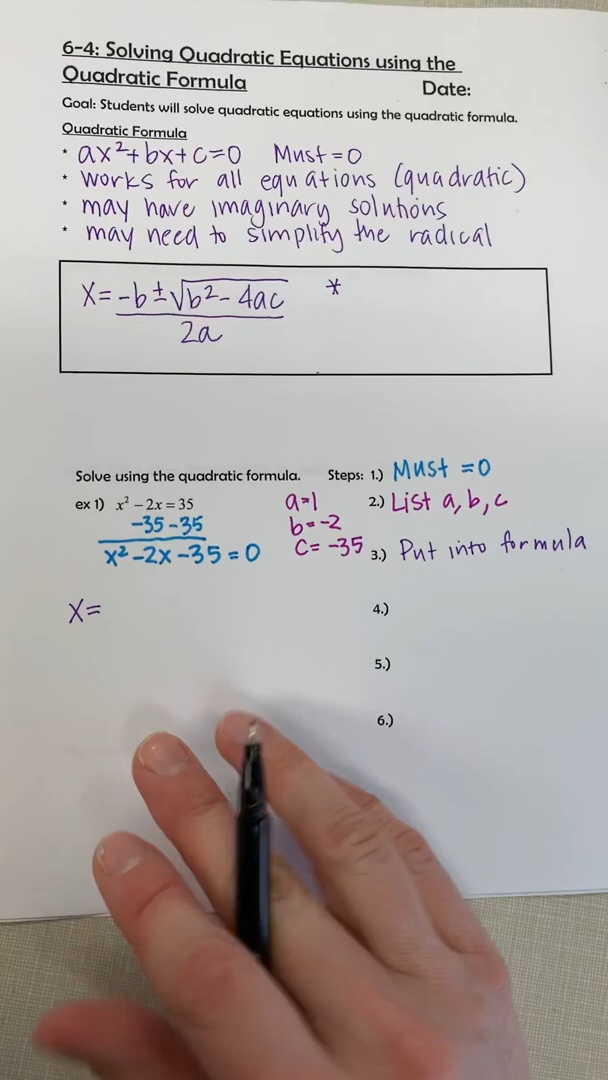 6-4: Solving Quadratic Equations using the
Quadratic Formula Date:
Goal: Students will solve quadratic equations using the quadratic formula.
Quadratic Formula
• ax²+bx+c=0 Must = 0
• works for all equations (quadratic)
• may have imaginary solutions
• may need to simplify the radical
x = -b ± √b² - 4ac *
2a
Solve using the quadratic formula. Steps: 1.) Must = 0
ex 1) x² – 2x = 35 a=1 2.) List a, b, c
-35 -35 b=-2
x² -2x -35 = 0 c= -35 3.) Put into formula
x= 4.)
5.)
6.)